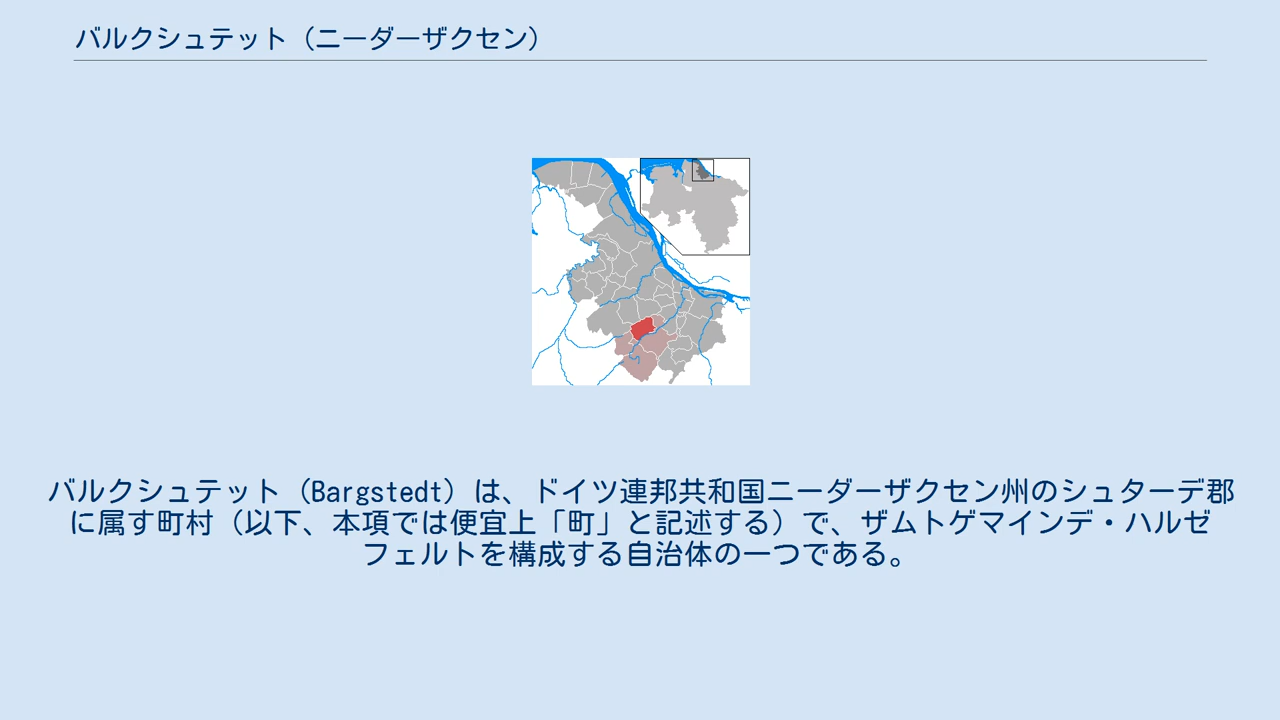 バルクシュテット（ニーダーザクセン）
バルクシュテット（Bargstedt）は、ドイツ連邦共和国ニーダーザクセン州のシュターデ郡
に属す町村（以下、本項では便宜上「町」と記述する）で、ザムトゲマインデ・ハルゼ
フェルトを構成する自治体の一つである。